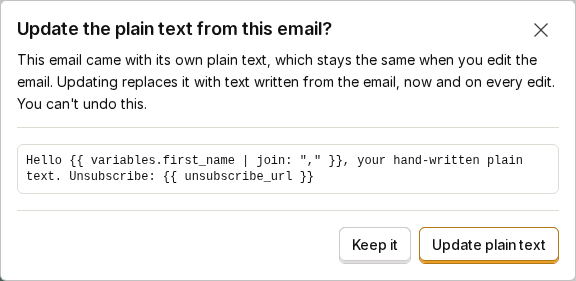 Update the plain text from this email?
This email came with its own plain text, which stays the same when you edit the
email. Updating replaces it with text written from the email, now and on every edit.
You can't undo this.
Hello {{ variables.first_name | join: "," }}, your hand-written plain
text. Unsubscribe: {{ unsubscribe_url }}
Keep it
Update plain text